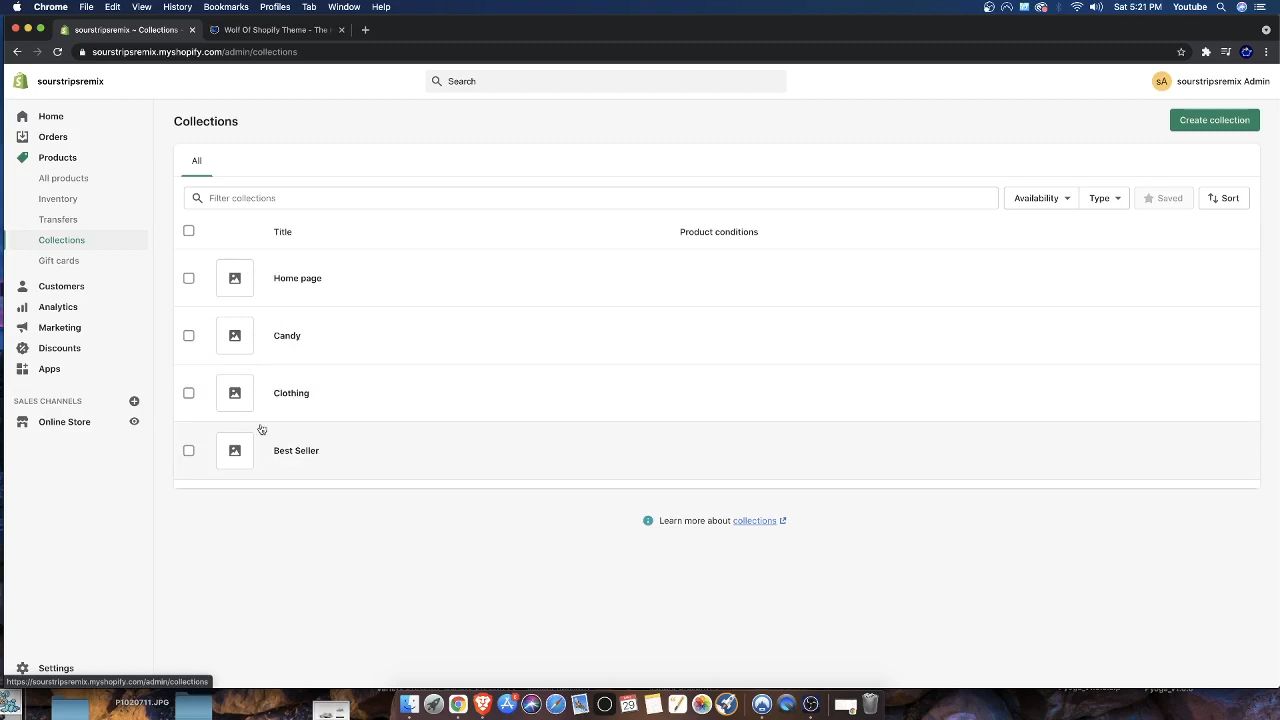 Chrome File Edit View History Bookmarks Profiles Tab Window Help Sat 5:21 PM Youtube
sourstripsremix ~ Collections - Wolf Of Shopify Theme - The
sourstripsremix.myshopify.com/admin/collections
sourstripsremix Search sA sourstripsremix Admin
Home
Orders
Products
All products
Inventory
Transfers
Collections
Gift cards
Customers
Analytics
Marketing
Discounts
Apps
SALES CHANNELS
Online Store
Settings
Collections Create collection
All
Filter collections Availability Type Saved Sort
Title Product conditions
Home page
Candy
Clothing
Best Seller
Learn more about collections
https://sourstripsremix.myshopify.com/admin/collections
P1020711.JPG